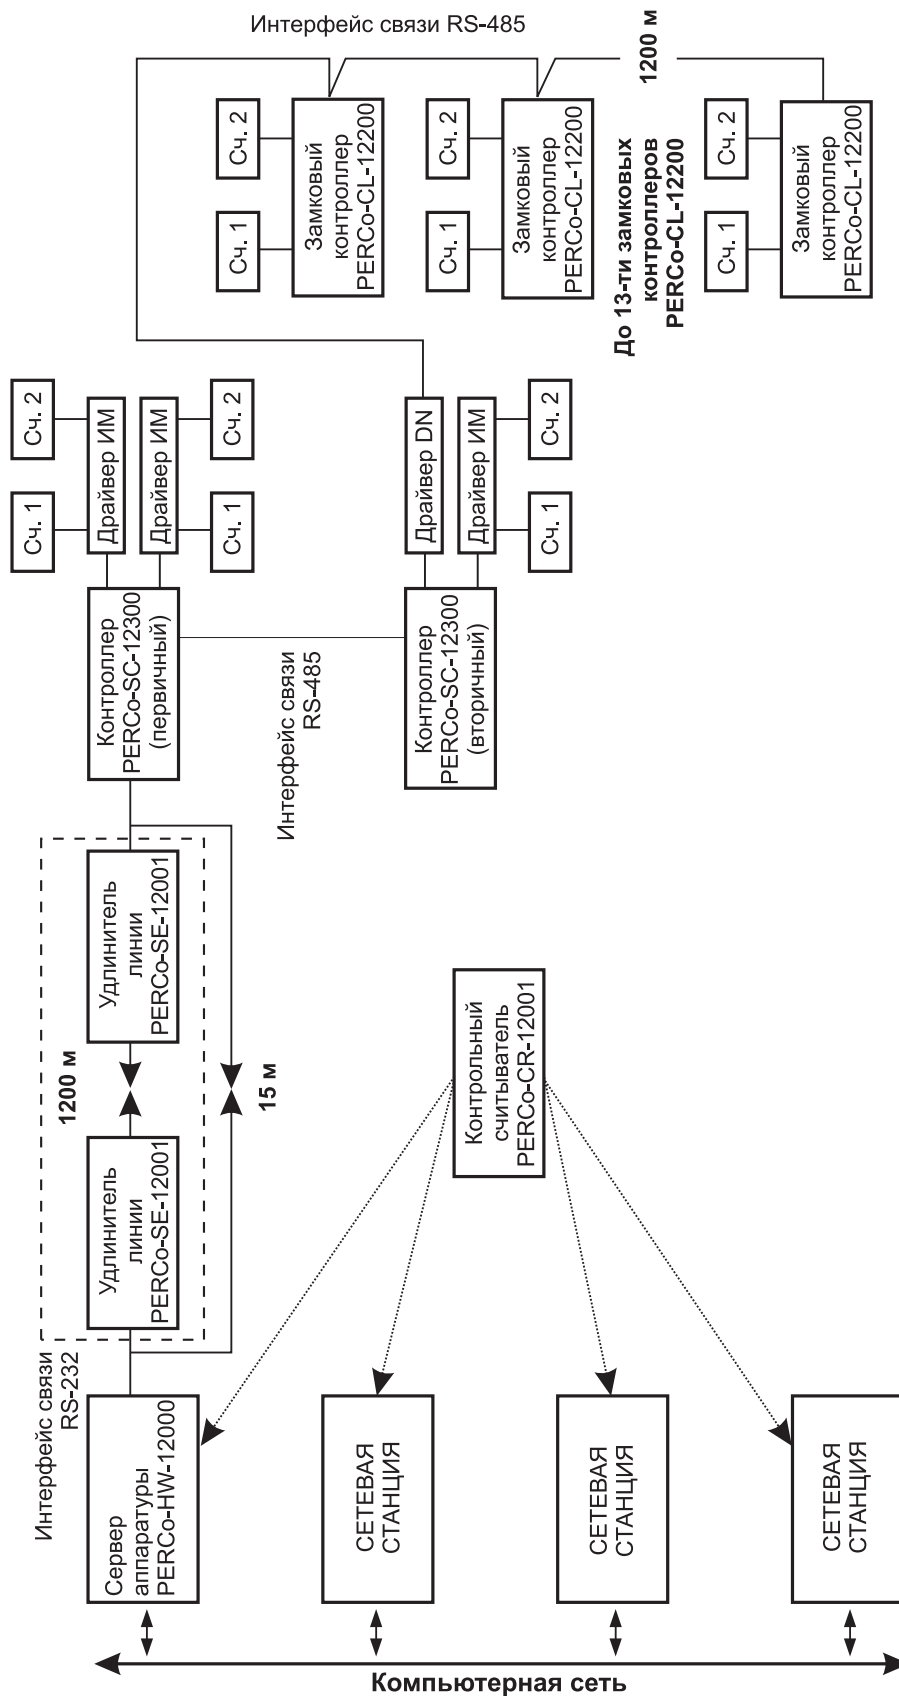 Интерфейс связи RS-485
1200 м
Сч. 2
Сч. 1
Замковый
контроллер
PERCo-CL-12200
Сч. 2
Сч. 1
Замковый
контроллер
PERCo-CL-12200
До 13-ти замковых
контроллеров
PERCo-CL-12200
Сч. 2
Сч. 1
Замковый
контроллер
PERCo-CL-12200
Сч. 2
Сч. 1
Драйвер ИМ
Драйвер ИМ
Сч. 2
Сч. 1
Драйвер DN
Драйвер ИМ
Сч. 2
Сч. 1
Контроллер
PERCo-SC-12300
(первичный)
Интерфейс связи
RS-485
Контроллер
PERCo-SC-12300
(вторичный)
Удлинитель
линии
PERCo-SE-12001
1200 м
15 м
Удлинитель
линии
PERCo-SE-12001
Контрольный
считыватель
PERCo-CR-12001
Интерфейс связи
RS-232
Сервер
аппаратуры
PERCo-HW-12000
СЕТЕВАЯ
СТАНЦИЯ
СЕТЕВАЯ
СТАНЦИЯ
СЕТЕВАЯ
СТАНЦИЯ
Компьютерная сеть